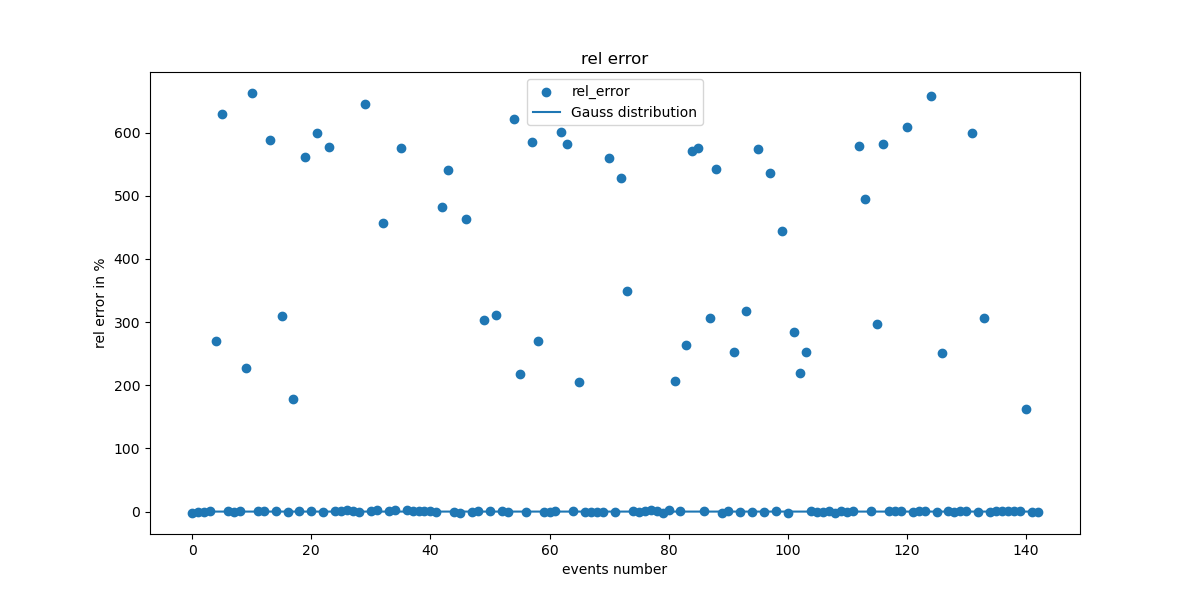 rel error
rel_error
Gauss distribution
rel error in %
600
500
400
300
200
100
0
0 20 40 60 80 100 120 140
events number